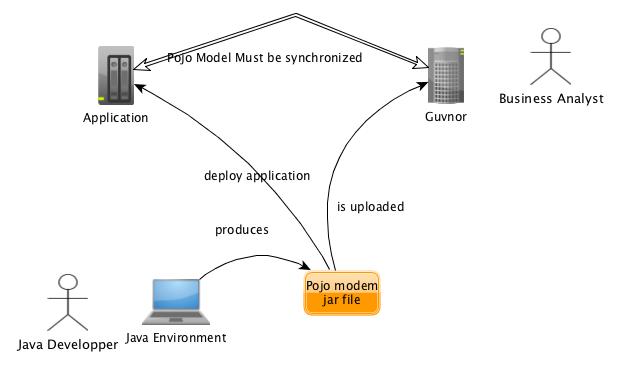 Pojo Model Must be synchronized
Application
Guvnor
Business Analyst
deploy application
is uploaded
produces
Pojo modem
jar file
Java Developper
Java Environment